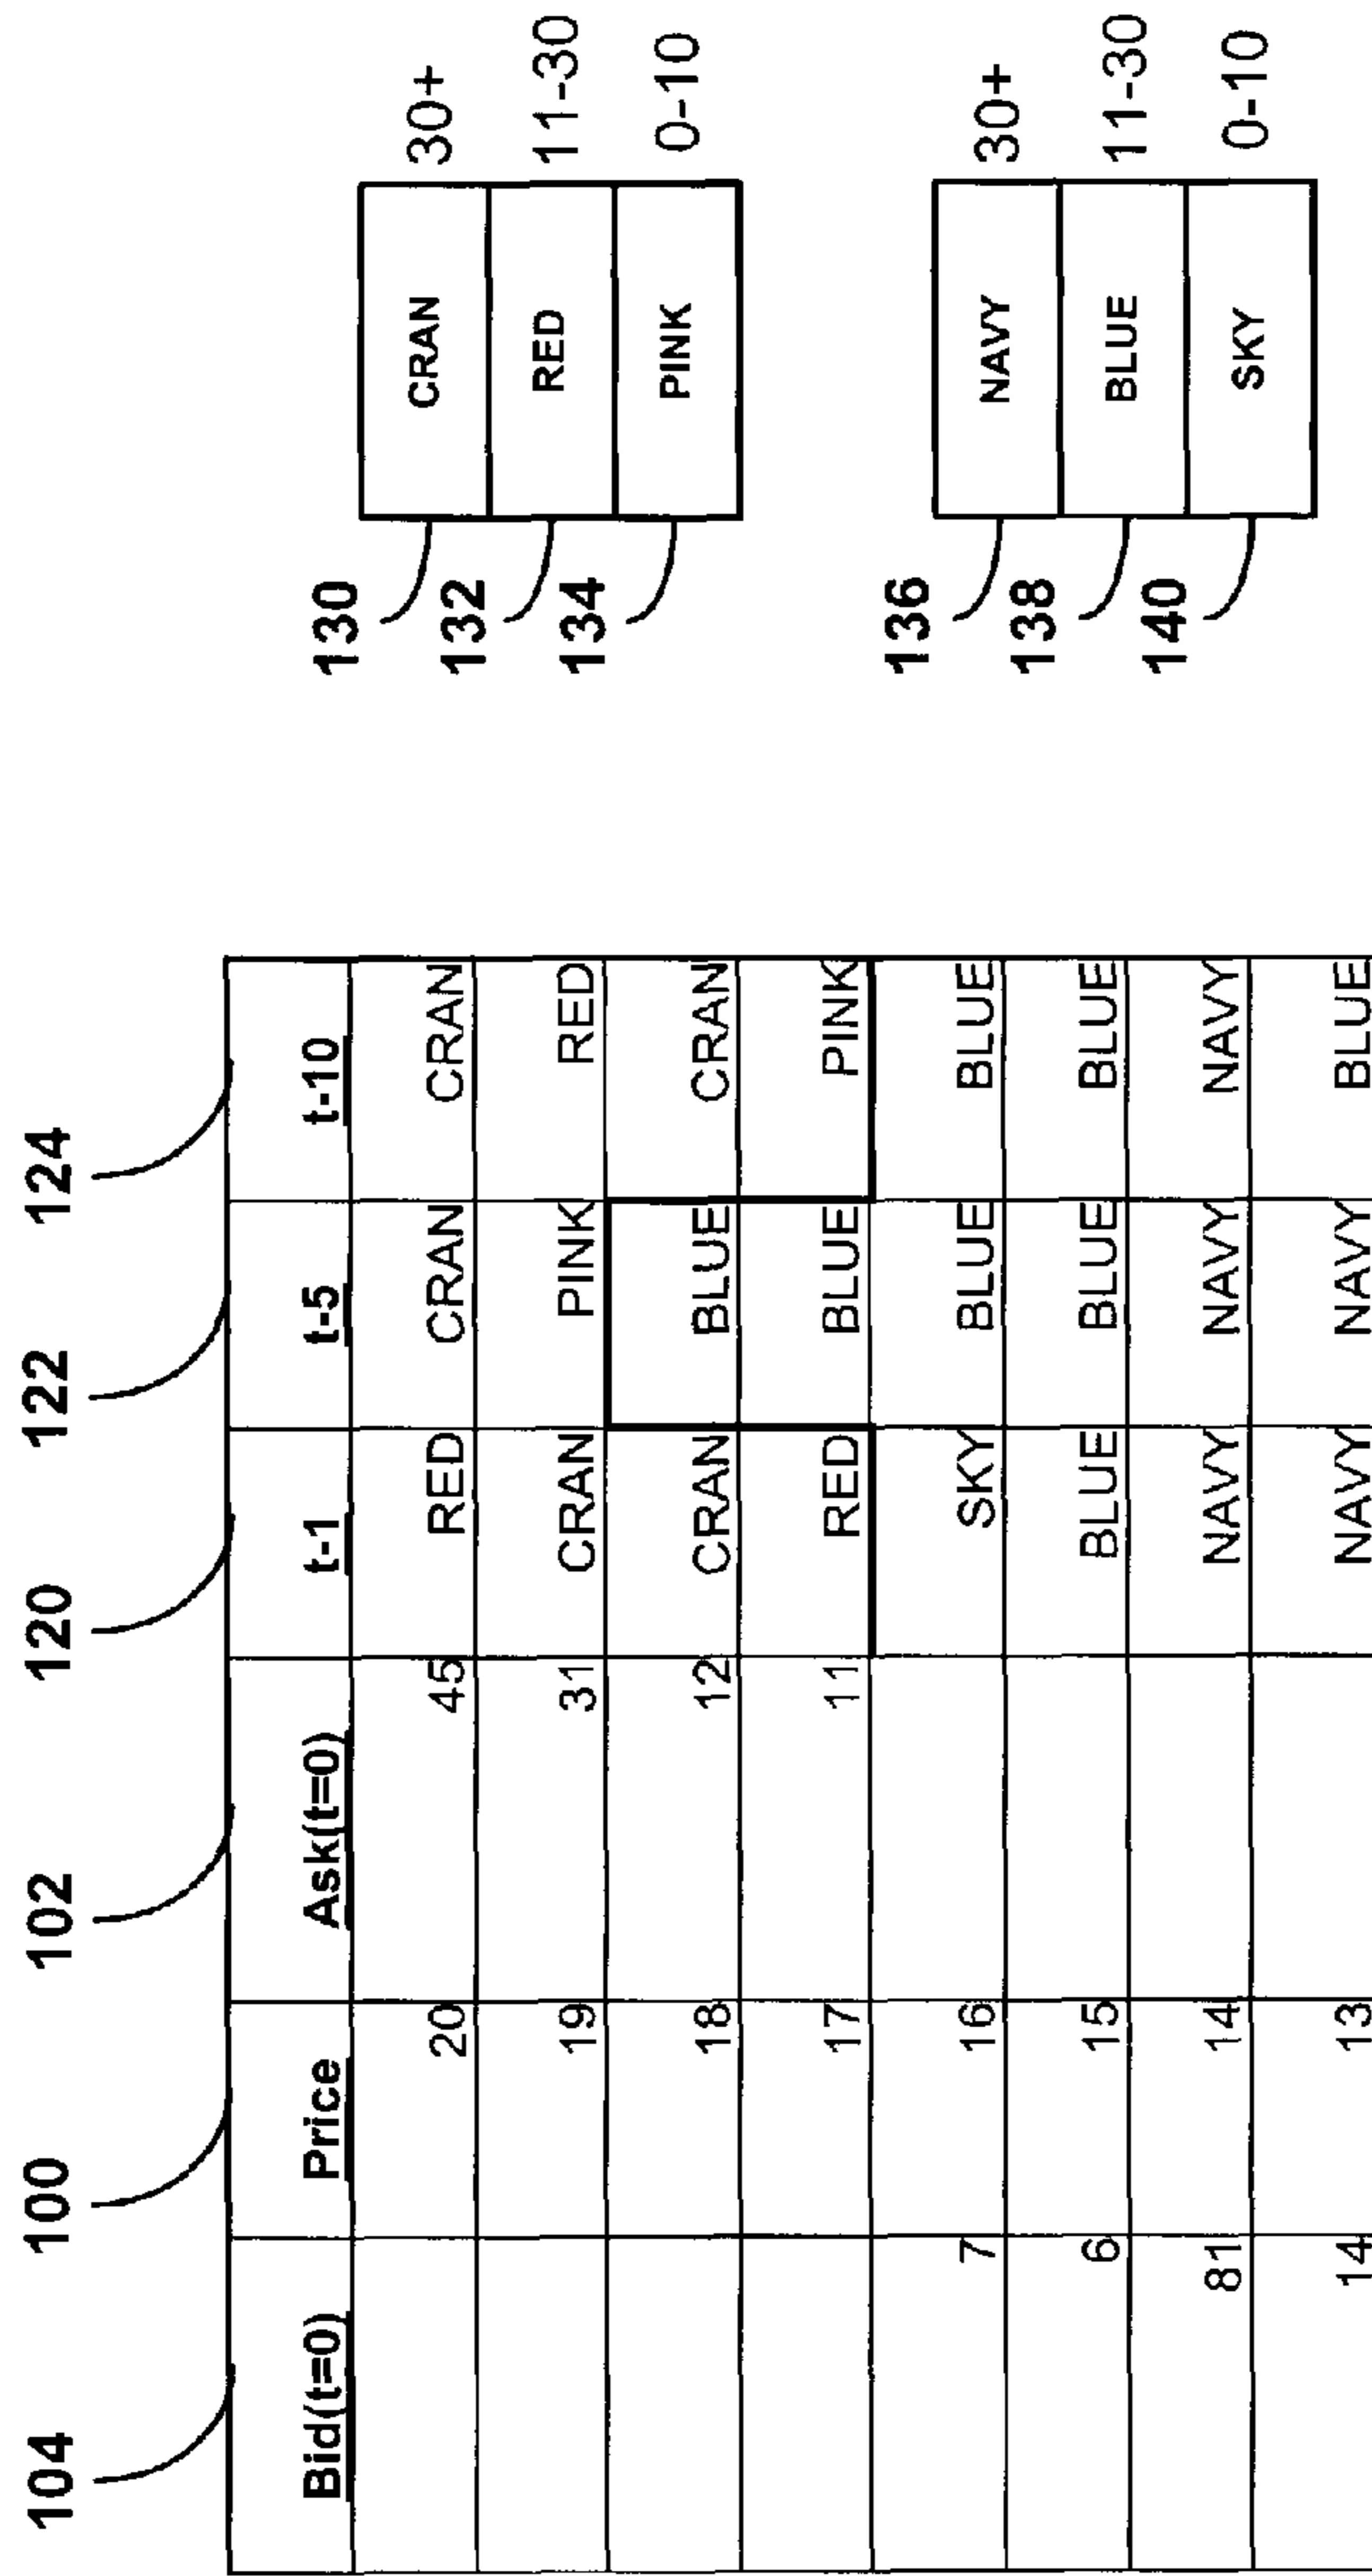 104 100 102 120 122 124
Bid(t=0) Price Ask(t=0) t-1 t-5 t-10
20 45 RED CRAN CRAN
19 31 CRAN PINK RED
18 12 CRAN BLUE CRAN
17 11 RED BLUE PINK
7 16 SKY BLUE BLUE
6 15 BLUE BLUE BLUE
81 14 NAVY NAVY NAVY
14 13 NAVY NAVY BLUE
130 CRAN 30+
132 RED 11-30
134 PINK 0-10
136 NAVY 30+
138 BLUE 11-30
140 SKY 0-10